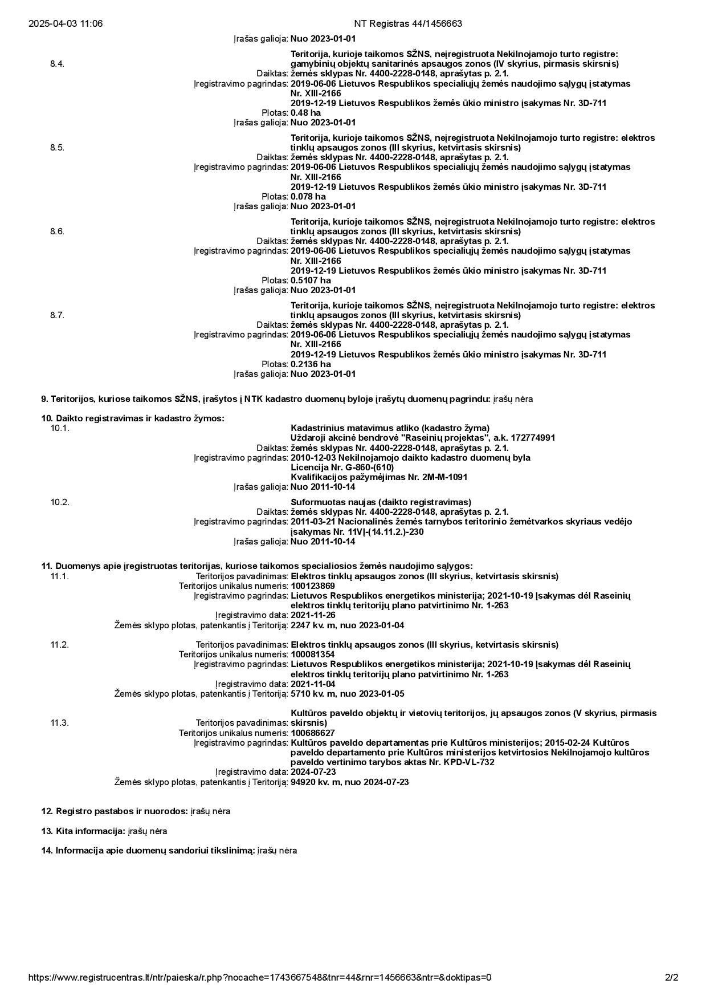 2025-04-03 11:06 NT Registras 44/1456663
Įrašas galioja: Nuo 2023-01-01
Teritorija, kurioje taikomos SŽNS, neįregistruota Nekilnojamojo turto registre:
8.4. gamybinių objektų sanitarinės apsaugos zonos (IV skyrius, pirmasis skirsnis)
Daiktas: žemės sklypas Nr. 4400-2228-0148, aprašytas p. 2.1.
Įregistravimo pagrindas: 2019-06-06 Lietuvos Respublikos specialiųjų žemės naudojimo sąlygų įstatymas
Nr. XIII-2166
2019-12-19 Lietuvos Respublikos žemės ūkio ministro įsakymas Nr. 3D-711
Plotas: 0.48 ha
Įrašas galioja: Nuo 2023-01-01
Teritorija, kurioje taikomos SŽNS, neįregistruota Nekilnojamojo turto registre: elektros
8.5. tinklų apsaugos zonos (III skyrius, ketvirtasis skirsnis)
Daiktas: žemės sklypas Nr. 4400-2228-0148, aprašytas p. 2.1.
Įregistravimo pagrindas: 2019-06-06 Lietuvos Respublikos specialiųjų žemės naudojimo sąlygų įstatymas
Nr. XIII-2166
2019-12-19 Lietuvos Respublikos žemės ūkio ministro įsakymas Nr. 3D-711
Plotas: 0.078 ha
Įrašas galioja: Nuo 2023-01-01
Teritorija, kurioje taikomos SŽNS, neįregistruota Nekilnojamojo turto registre: elektros
8.6. tinklų apsaugos zonos (III skyrius, ketvirtasis skirsnis)
Daiktas: žemės sklypas Nr. 4400-2228-0148, aprašytas p. 2.1.
Įregistravimo pagrindas: 2019-06-06 Lietuvos Respublikos specialiųjų žemės naudojimo sąlygų įstatymas
Nr. XIII-2166
2019-12-19 Lietuvos Respublikos žemės ūkio ministro įsakymas Nr. 3D-711
Plotas: 0.5107 ha
Įrašas galioja: Nuo 2023-01-01
Teritorija, kurioje taikomos SŽNS, neįregistruota Nekilnojamojo turto registre: elektros
8.7. tinklų apsaugos zonos (III skyrius, ketvirtasis skirsnis)
Daiktas: žemės sklypas Nr. 4400-2228-0148, aprašytas p. 2.1.
Įregistravimo pagrindas: 2019-06-06 Lietuvos Respublikos specialiųjų žemės naudojimo sąlygų įstatymas
Nr. XIII-2166
2019-12-19 Lietuvos Respublikos žemės ūkio ministro įsakymas Nr. 3D-711
Plotas: 0.2136 ha
Įrašas galioja: Nuo 2023-01-01
9. Teritorijos, kuriose taikomos SŽNS, įrašytos į NTK kadastro duomenų byloje įrašytų duomenų pagrindu: įrašų nėra
10. Daikto registravimas ir kadastro žymos:
10.1. Kadastrinius matavimus atliko (kadastro žyma)
Uždaroji akcinė bendrovė "Raseinių projektas", a.k. 172774991
Daiktas: žemės sklypas Nr. 4400-2228-0148, aprašytas p. 2.1.
Įregistravimo pagrindas: 2010-12-03 Nekilnojamojo daikto kadastro duomenų byla
Licencija Nr. G-860-(610)
Kvalifikacijos pažymėjimas Nr. 2M-M-1091
Įrašas galioja: Nuo 2011-10-14
10.2. Suformuotas naujas (daikto registravimas)
Daiktas: žemės sklypas Nr. 4400-2228-0148, aprašytas p. 2.1.
Įregistravimo pagrindas: 2011-03-21 Nacionalinės žemės tarnybos teritorinio žemėtvarkos skyriaus vedėjo
įsakymas Nr. 11VĮ-(14.11.2.)-230
Įrašas galioja: Nuo 2011-10-14
11. Duomenys apie įregistruotas teritorijas, kuriose taikomos specialiosios žemės naudojimo sąlygos:
11.1. Teritorijos pavadinimas: Elektros tinklų apsaugos zonos (III skyrius, ketvirtasis skirsnis)
Teritorijos unikalus numeris: 100123869
Įregistravimo pagrindas: Lietuvos Respublikos energetikos ministerija; 2021-10-19 Įsakymas dėl Raseinių
elektros tinklų teritorijų plano patvirtinimo Nr. 1-263
Įregistravimo data: 2021-11-26
Žemės sklypo plotas, patenkantis į Teritoriją: 2247 kv. m, nuo 2023-01-04
11.2. Teritorijos pavadinimas: Elektros tinklų apsaugos zonos (III skyrius, ketvirtasis skirsnis)
Teritorijos unikalus numeris: 100081354
Įregistravimo pagrindas: Lietuvos Respublikos energetikos ministerija; 2021-10-19 Įsakymas dėl Raseinių
elektros tinklų teritorijų plano patvirtinimo Nr. 1-263
Įregistravimo data: 2021-11-04
Žemės sklypo plotas, patenkantis į Teritoriją: 5710 kv. m, nuo 2023-01-05
Kultūros paveldo objektų ir vietovių teritorijos, jų apsaugos zonos (V skyrius, pirmasis
11.3. Teritorijos pavadinimas: skirsnis)
Teritorijos unikalus numeris: 100686627
Įregistravimo pagrindas: Kultūros paveldo departamentas prie Kultūros ministerijos; 2015-02-24 Kultūros
paveldo departamento prie Kultūros ministerijos ketvirtosios Nekilnojamojo kultūros
paveldo vertinimo tarybos aktas Nr. KPD-VL-732
Įregistravimo data: 2024-07-23
Žemės sklypo plotas, patenkantis į Teritoriją: 94920 kv. m, nuo 2024-07-23
12. Registro pastabos ir nuorodos: įrašų nėra
13. Kita informacija: įrašų nėra
14. Informacija apie duomenų sandoriui tikslinimą: įrašų nėra
https://www.registrucentras.lt/ntr/paieska/r.php?nocache=1743667548&tnr=44&rnr=1456663&ntr=&doktipas=0 2/2